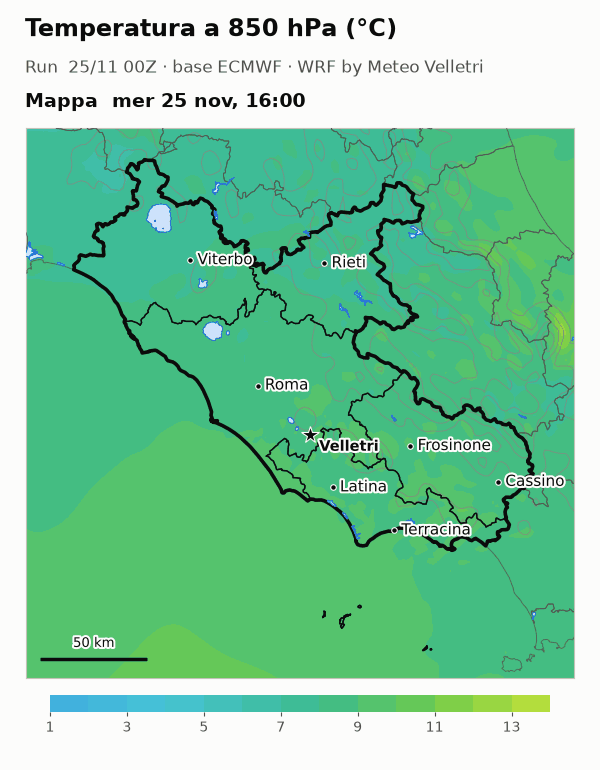 Temperatura a 850 hPa (°C)
Run  25/11 00Z · base ECMWF · WRF by Meteo Velletri
Mappa  mer 25 nov, 16:00
Viterbo
Rieti
Roma
Velletri
Frosinone
Latina
Cassino
Terracina
50 km
1 3 5 7 9 11 13